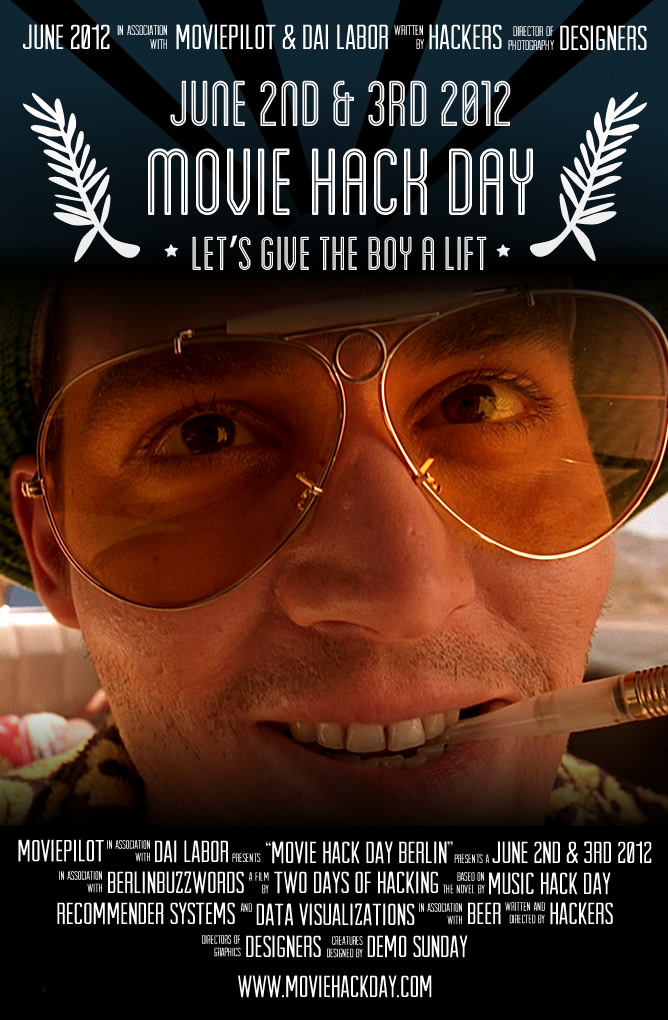 JUNE 2012 IN ASSOCIATION WITH MOVIEPILOT & DAI LABOR WRITTEN BY HACKERS DIRECTOR OF PHOTOGRAPHY DESIGNERS
JUNE 2ND & 3RD 2012
MOVIE HACK DAY
LET'S GIVE THE BOY A LIFT
MOVIEPILOT IN ASSOCIATION WITH DAI LABOR PRESENTS "MOVIE HACK DAY BERLIN" PRESENTS A JUNE 2ND & 3RD 2012
IN ASSOCIATION WITH BERLINBUZZWORDS A FILM BY TWO DAYS OF HACKING BASED ON THE NOVEL BY MUSIC HACK DAY
RECOMMENDER SYSTEMS AND DATA VISUALIZATIONS IN ASSOCIATION WITH BEER WRITTEN AND DIRECTED BY HACKERS
DIRECTORS OF GRAPHICS DESIGNERS CREATURES DESIGNED BY DEMO SUNDAY
WWW.MOVIEHACKDAY.COM